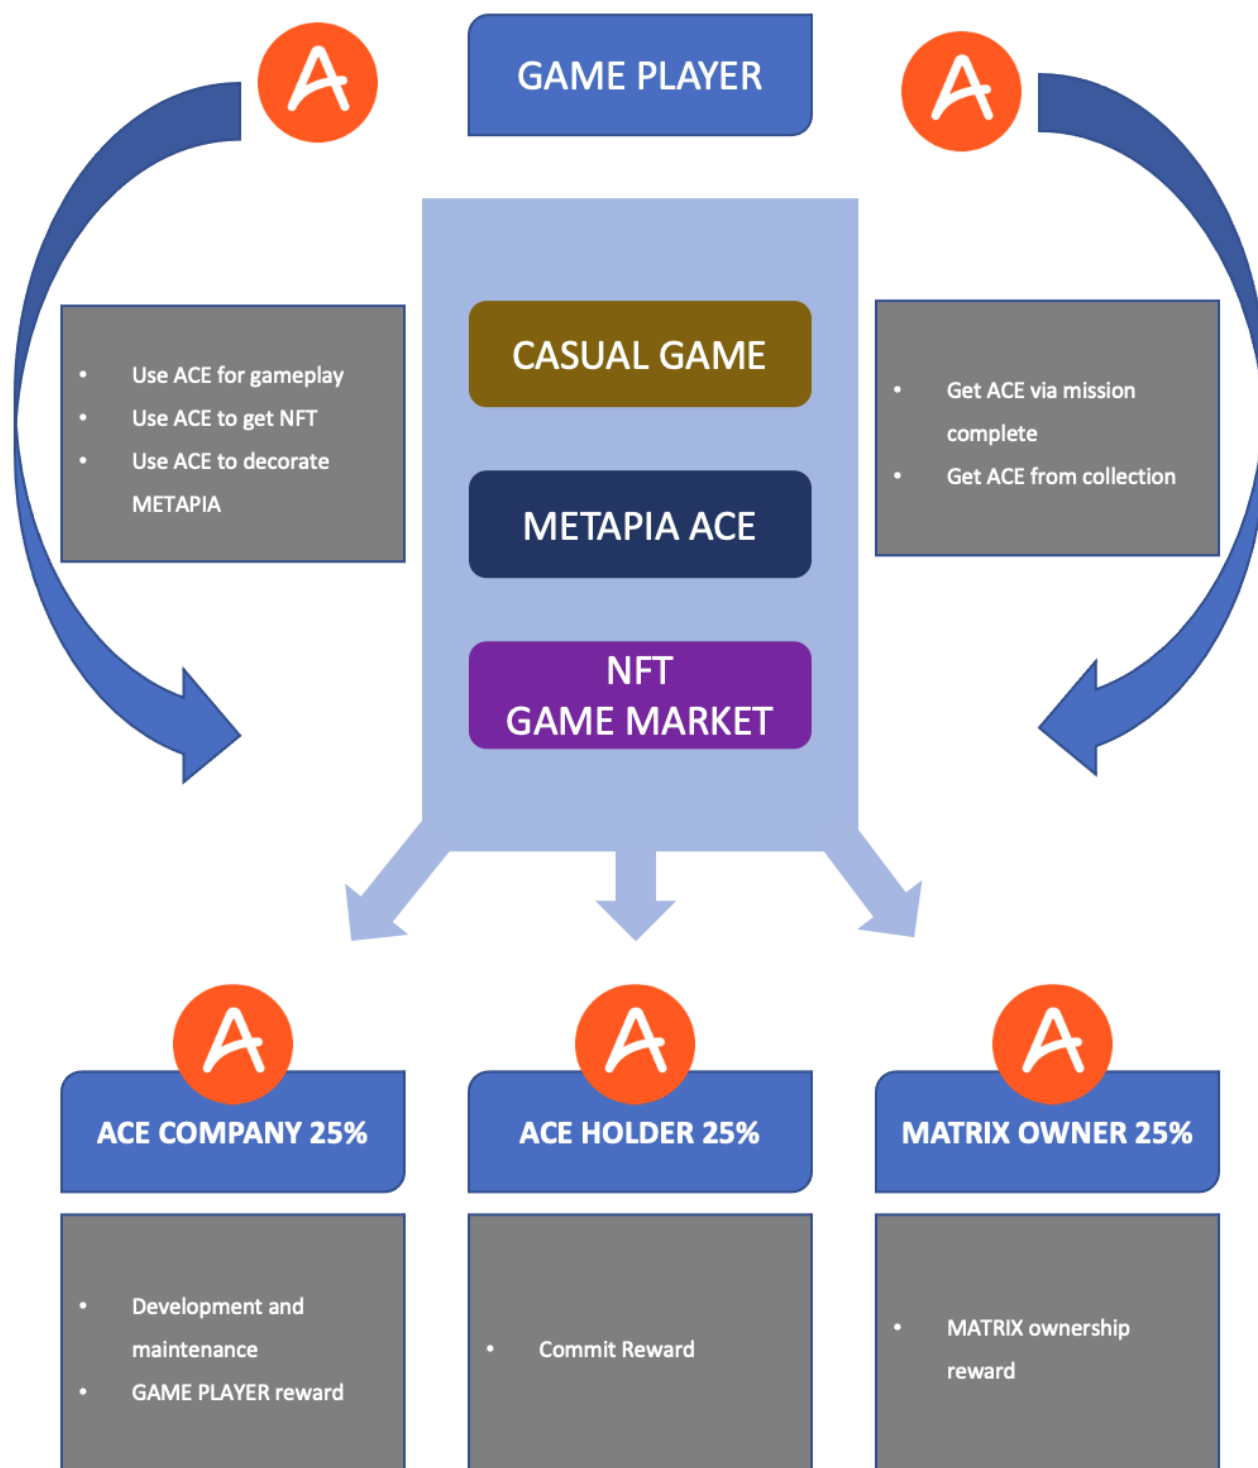 GAME PLAYER
CASUAL GAME
• Use ACE for gameplay
• Use ACE to get NFT
• Use ACE to decorate
METAPIA
• Get ACE via mission
complete
• Get ACE from collection
METAPIA ACE
NFT
GAME MARKET
ACE COMPANY 25%
ACE HOLDER 25%
MATRIX OWNER 25%
• Development and
maintenance
• GAME PLAYER reward
• Commit Reward
• MATRIX ownership
reward